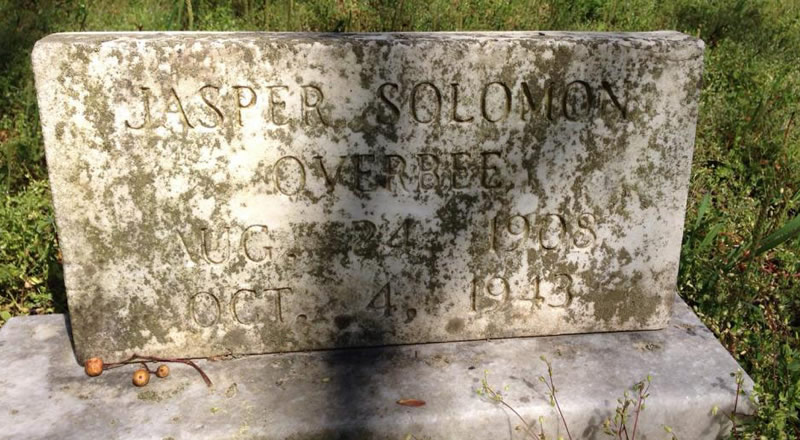 JASPER SOLOMON
OVERBEE
AUG. 24, 1908
OCT. 4, 1943